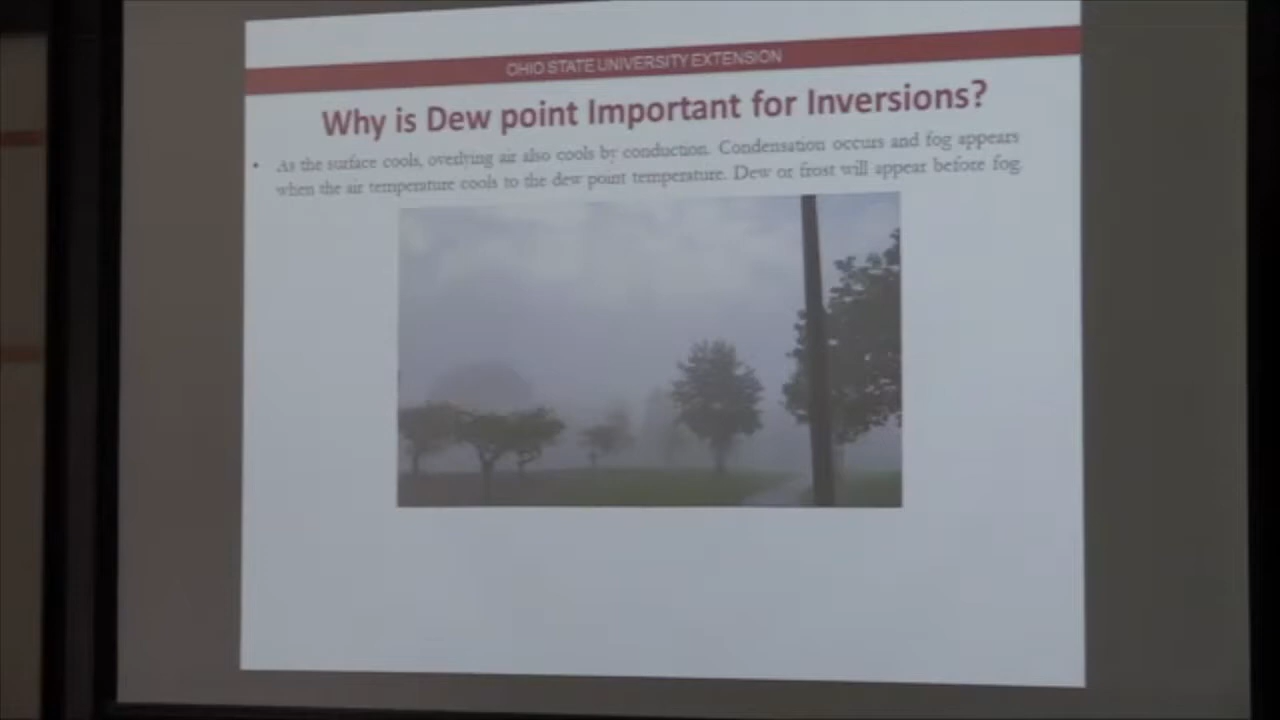 OHIO STATE UNIVERSITY EXTENSION
Why is Dew point Important for Inversions?
• As the surface cools, overlying air also cools by conduction. Condensation occurs and fog appears
when the air temperature cools to the dew point temperature. Dew or frost will appear before fog.